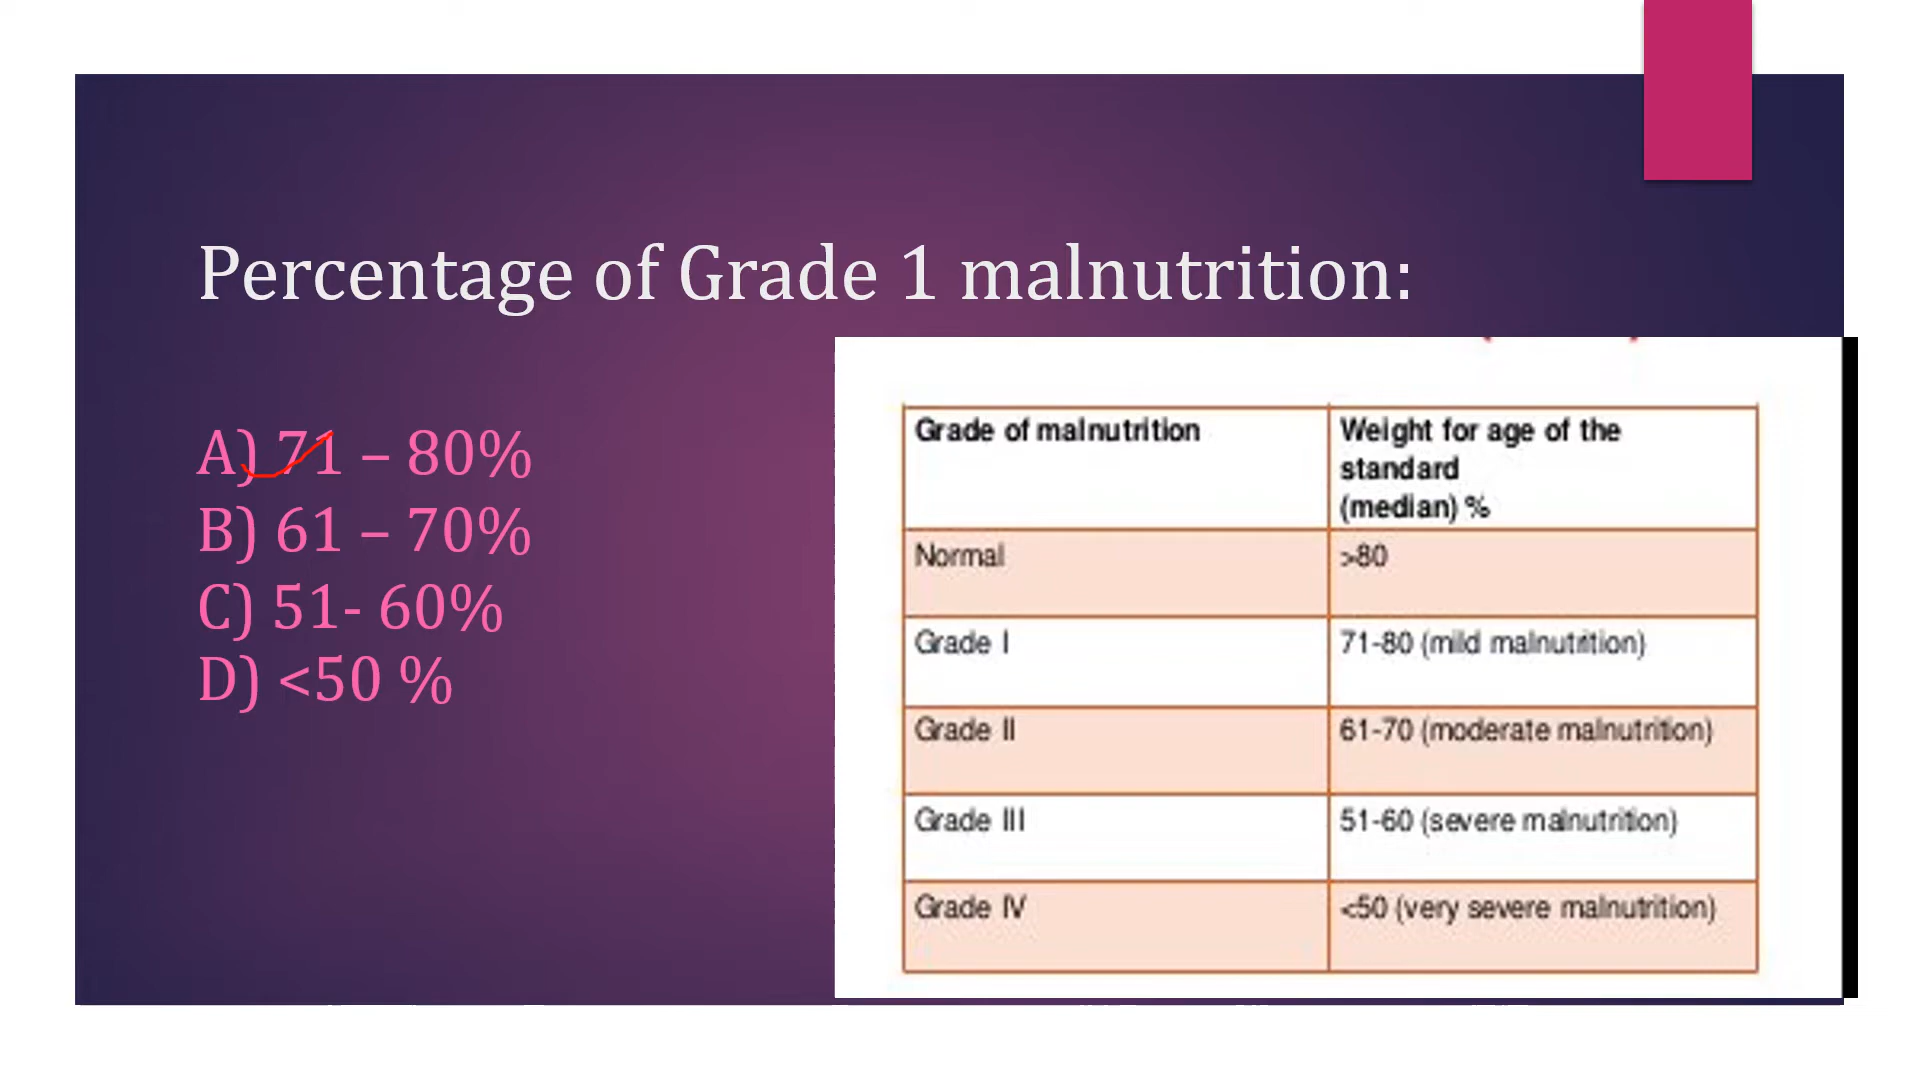 Percentage of Grade 1 malnutrition:
A) 71 – 80%
B) 61 – 70%
C) 51- 60%
D) <50 %
Grade of malnutrition
Weight for age of the
standard
(median) %
Normal
>80
Grade I
71-80 (mild malnutrition)
Grade II
61-70 (moderate malnutrition)
Grade III
51-60 (severe malnutrition)
Grade IV
<50 (very severe malnutrition)